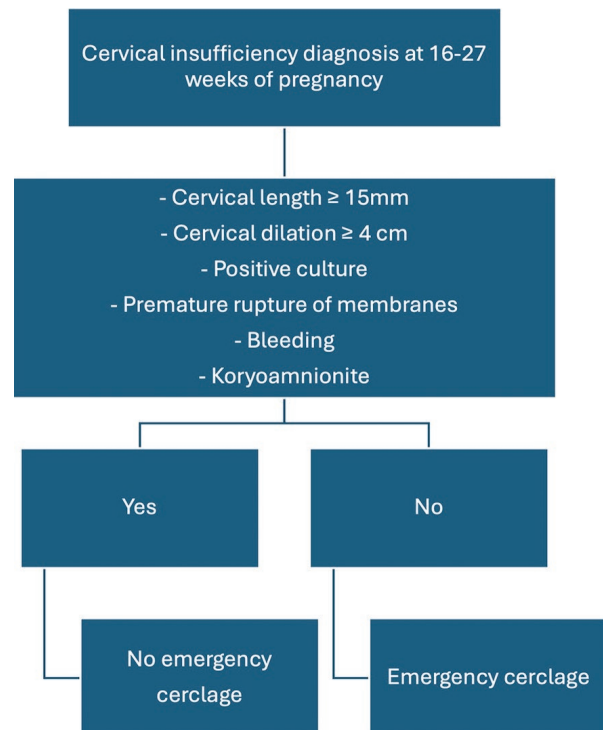 Cervical insufficiency diagnosis at 16-27
weeks of pregnancy
- Cervical length ≥ 15mm
- Cervical dilation ≥ 4 cm
- Positive culture
- Premature rupture of membranes
- Bleeding
- Koryoamnionite
Yes
No
No emergency
cerclage
Emergency cerclage